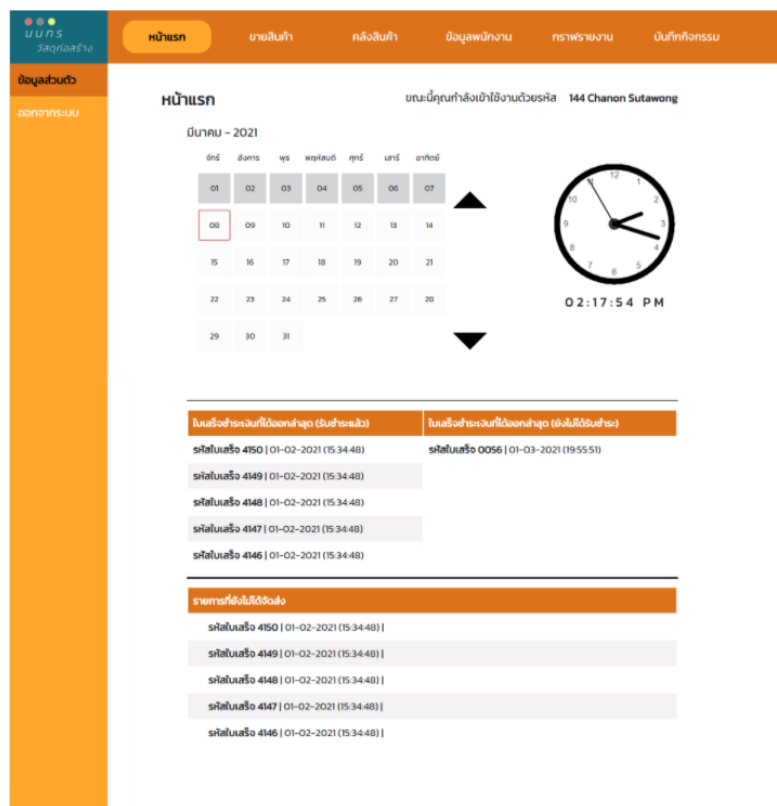 นนทร
วัสดุก่อสร้าง
หน้าแรก ขายสินค้า คลังสินค้า ข้อมูลพนักงาน กราฟรายงาน บันทึกกิจกรรม
ข้อมูลส่วนตัว
ออกจากระบบ
หน้าแรก ขณะนี้คุณกำลังเข้าใช้งานด้วยรหัส 144 Chanon Sutawong
มีนาคม - 2021
จันทร์ อังคาร พุธ พฤหัสบดี ศุกร์ เสาร์ อาทิตย์
01 02 03 04 05 06 07
08 09 10 11 12 13 14
15 16 17 18 19 20 21
22 23 24 25 26 27 28
29 30 31
12 1 2 3 4 5 6 7 8 9 10 11
02:17:54 PM
ใบเสร็จชำระเงินที่ได้ออกล่าสุด (รับชำระแล้ว) ใบเสร็จชำระเงินที่ได้ออกล่าสุด (ยังไม่ได้รับชำระ)
รหัสใบเสร็จ 4150 | 01-02-2021 (15:34:48) รหัสใบเสร็จ 0056 | 01-03-2021 (19:55:51)
รหัสใบเสร็จ 4149 | 01-02-2021 (15:34:48)
รหัสใบเสร็จ 4148 | 01-02-2021 (15:34:48)
รหัสใบเสร็จ 4147 | 01-02-2021 (15:34:48)
รหัสใบเสร็จ 4146 | 01-02-2021 (15:34:48)
รายการที่ยังไม่ได้จัดส่ง
รหัสใบเสร็จ 4150 | 01-02-2021 (15:34:48) |
รหัสใบเสร็จ 4149 | 01-02-2021 (15:34:48) |
รหัสใบเสร็จ 4148 | 01-02-2021 (15:34:48) |
รหัสใบเสร็จ 4147 | 01-02-2021 (15:34:48) |
รหัสใบเสร็จ 4146 | 01-02-2021 (15:34:48) |